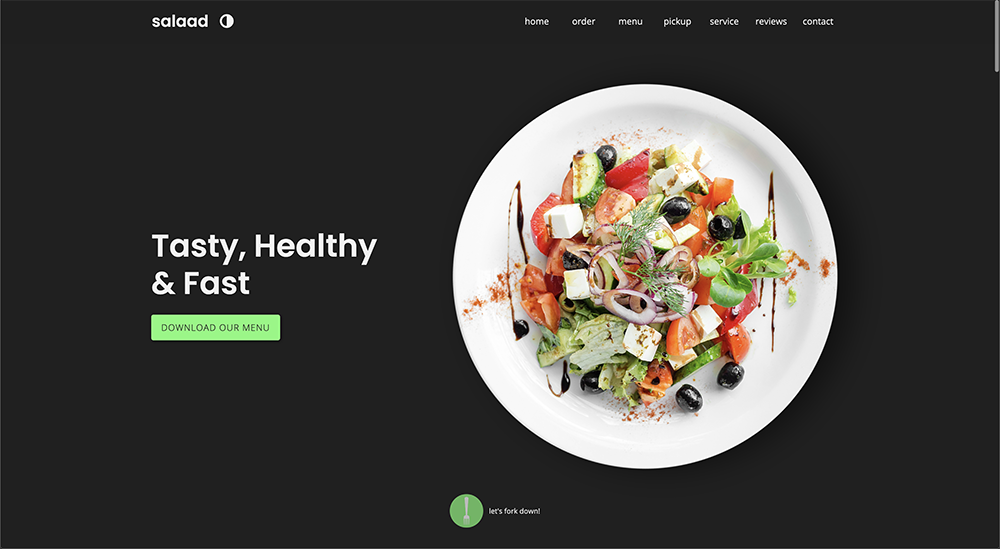 salaad
home order menu pickup service reviews contact
Tasty, Healthy
& Fast
DOWNLOAD OUR MENU
let's fork down!